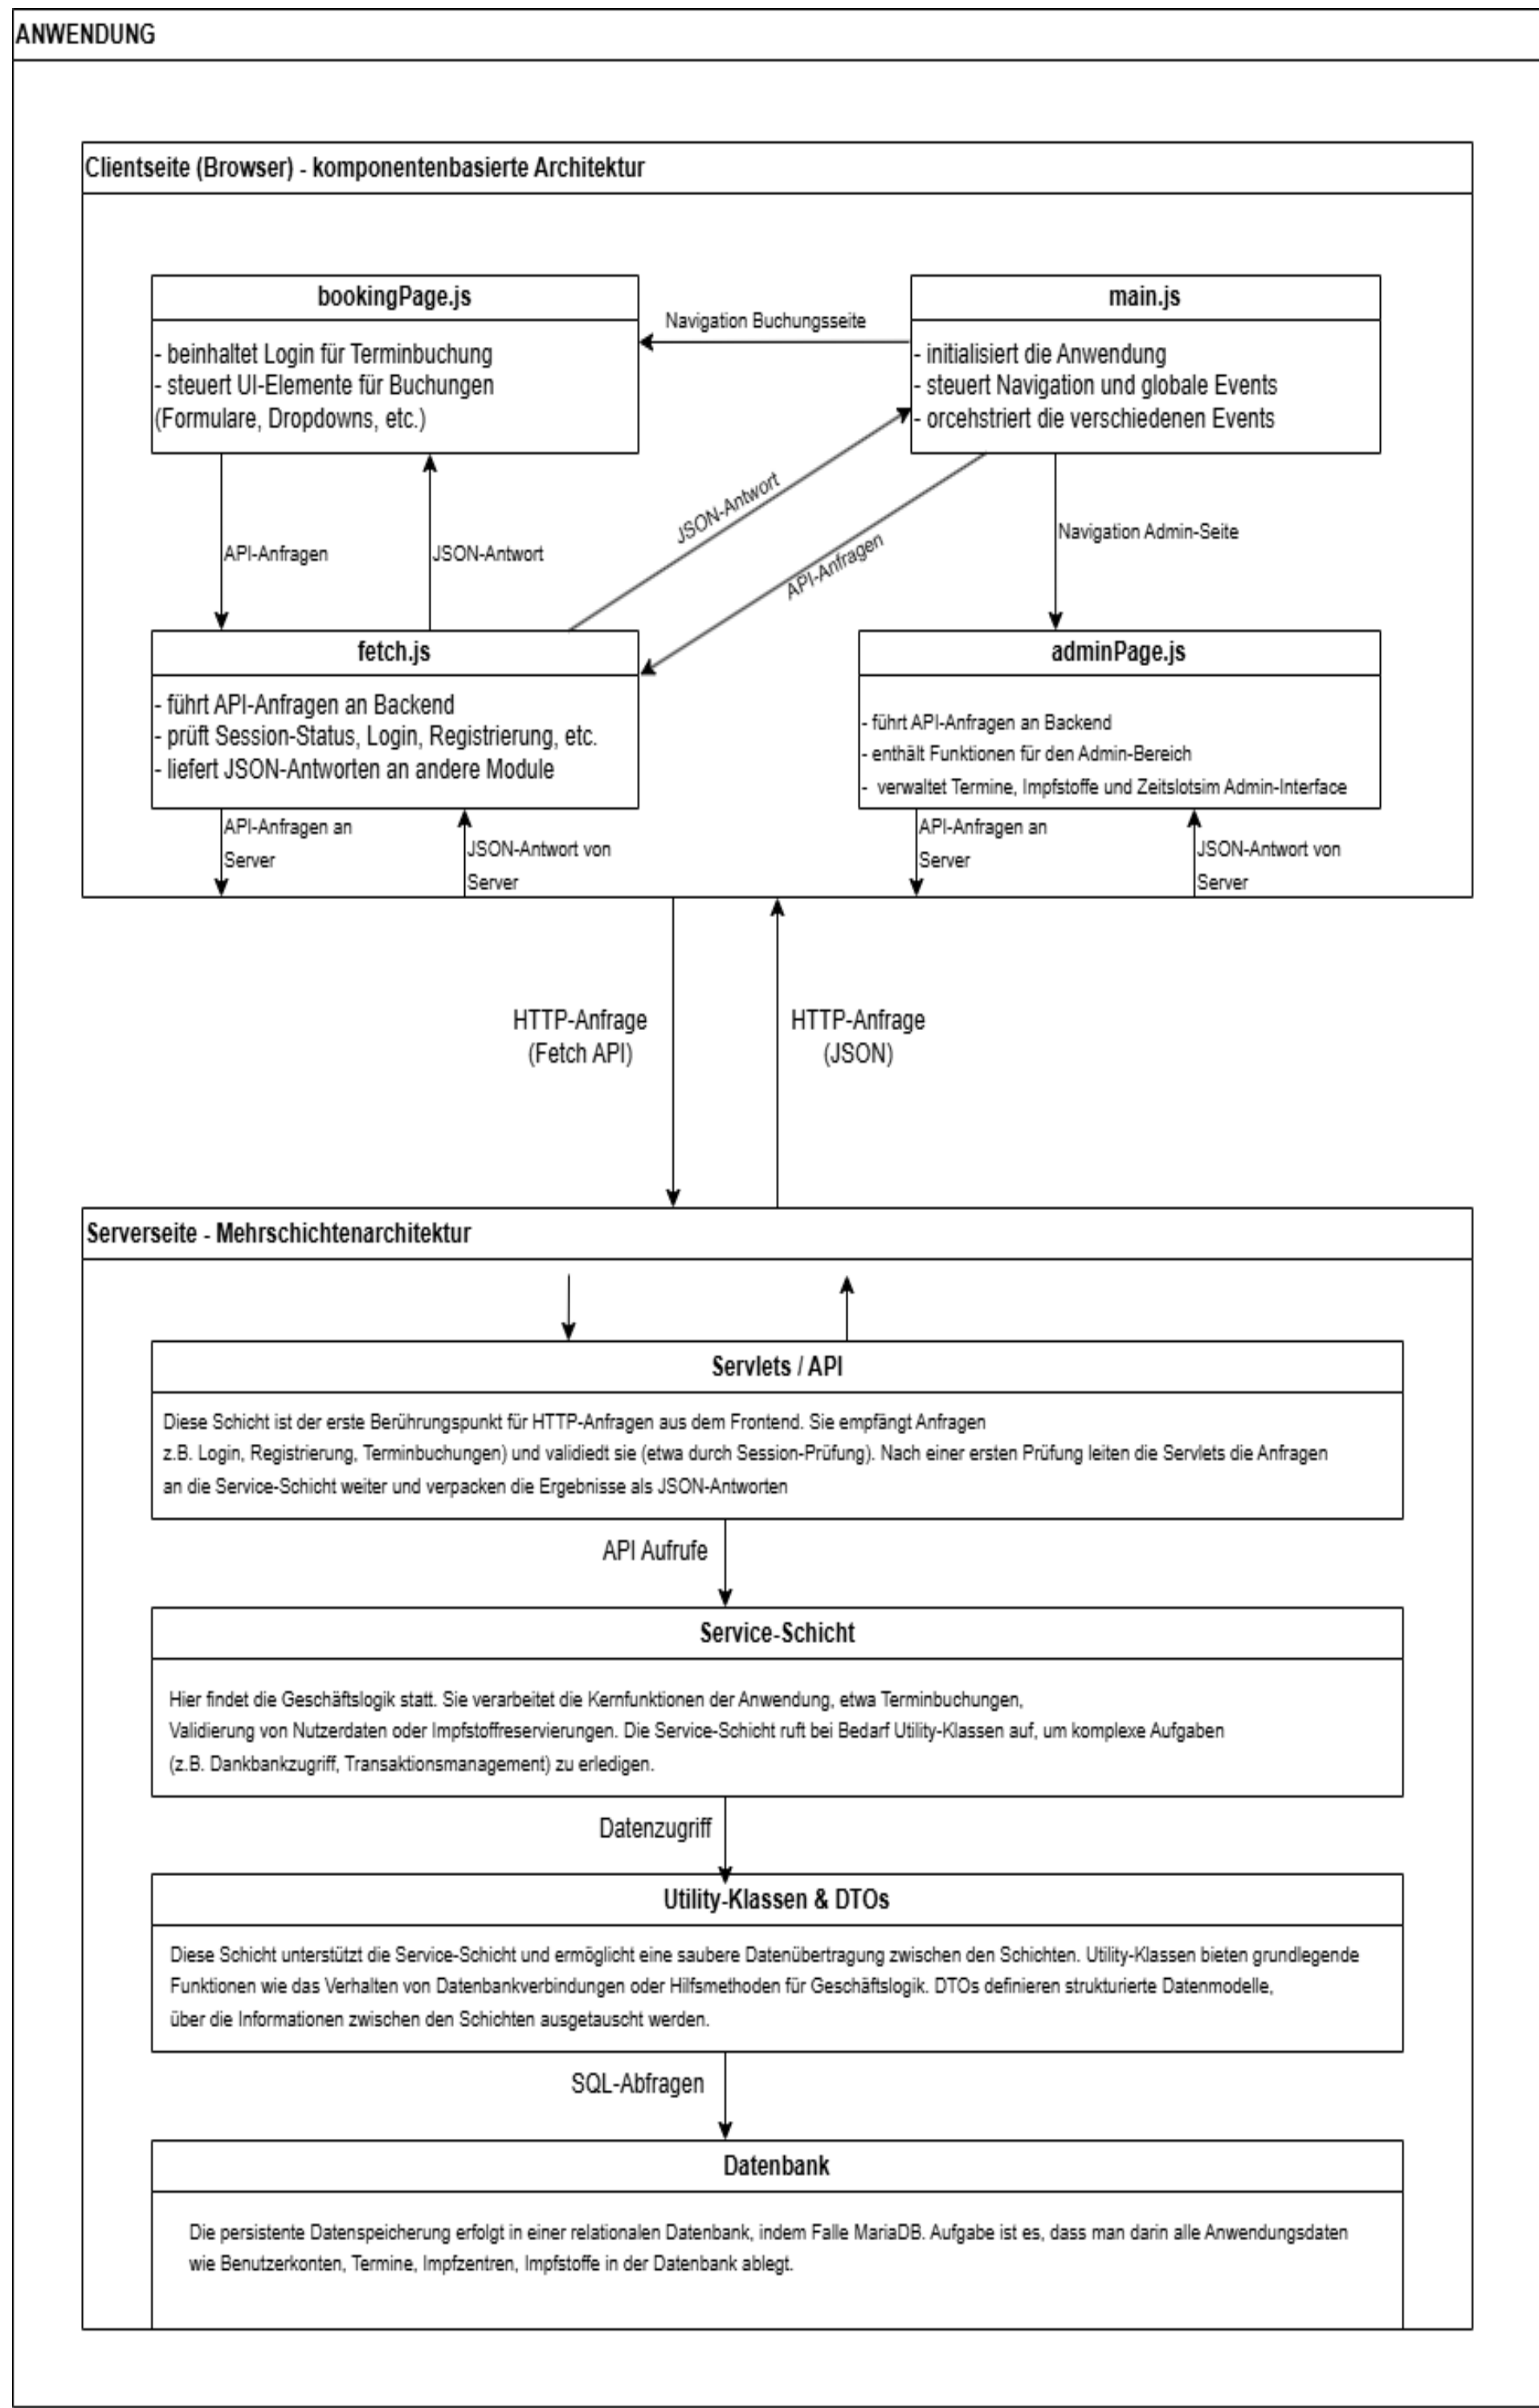 ANWENDUNG
Clientseite (Browser) - komponentenbasierte Architektur
bookingPage.js
- beinhaltet Login für Terminbuchung
- steuert UI-Elemente für Buchungen
(Formulare, Dropdowns, etc.)
Navigation Buchungsseite
main.js
- initialisiert die Anwendung
- steuert Navigation und globale Events
- orcehstriert die verschiedenen Events
API-Anfragen
JSON-Antwort
JSON-Antwort
API-Anfragen
Navigation Admin-Seite
fetch.js
- führt API-Anfragen an Backend
- prüft Session-Status, Login, Registrierung, etc.
- liefert JSON-Antworten an andere Module
adminPage.js
- führt API-Anfragen an Backend
- enthält Funktionen für den Admin-Bereich
- verwaltet Termine, Impfstoffe und Zeitslotsim Admin-Interface
API-Anfragen an
Server
JSON-Antwort von
Server
API-Anfragen an
Server
JSON-Antwort von
Server
HTTP-Anfrage
(Fetch API)
HTTP-Anfrage
(JSON)
Serverseite - Mehrschichtenarchitektur
Servlets / API
Diese Schicht ist der erste Berührungspunkt für HTTP-Anfragen aus dem Frontend. Sie empfängt Anfragen
z.B. Login, Registrierung, Terminbuchungen) und validiedt sie (etwa durch Session-Prüfung). Nach einer ersten Prüfung leiten die Servlets die Anfragen
an die Service-Schicht weiter und verpacken die Ergebnisse als JSON-Antworten
API Aufrufe
Service-Schicht
Hier findet die Geschäftslogik statt. Sie verarbeitet die Kernfunktionen der Anwendung, etwa Terminbuchungen,
Validierung von Nutzerdaten oder Impfstoffreservierungen. Die Service-Schicht ruft bei Bedarf Utility-Klassen auf, um komplexe Aufgaben
(z.B. Dankbankzugriff, Transaktionsmanagement) zu erledigen.
Datenzugriff
Utility-Klassen & DTOs
Diese Schicht unterstützt die Service-Schicht und ermöglicht eine saubere Datenübertragung zwischen den Schichten. Utility-Klassen bieten grundlegende
Funktionen wie das Verhalten von Datenbankverbindungen oder Hilfsmethoden für Geschäftslogik. DTOs definieren strukturierte Datenmodelle,
über die Informationen zwischen den Schichten ausgetauscht werden.
SQL-Abfragen
Datenbank
Die persistente Datenspeicherung erfolgt in einer relationalen Datenbank, indem Falle MariaDB. Aufgabe ist es, dass man darin alle Anwendungsdaten
wie Benutzerkonten, Termine, Impfzentren, Impfstoffe in der Datenbank ablegt.